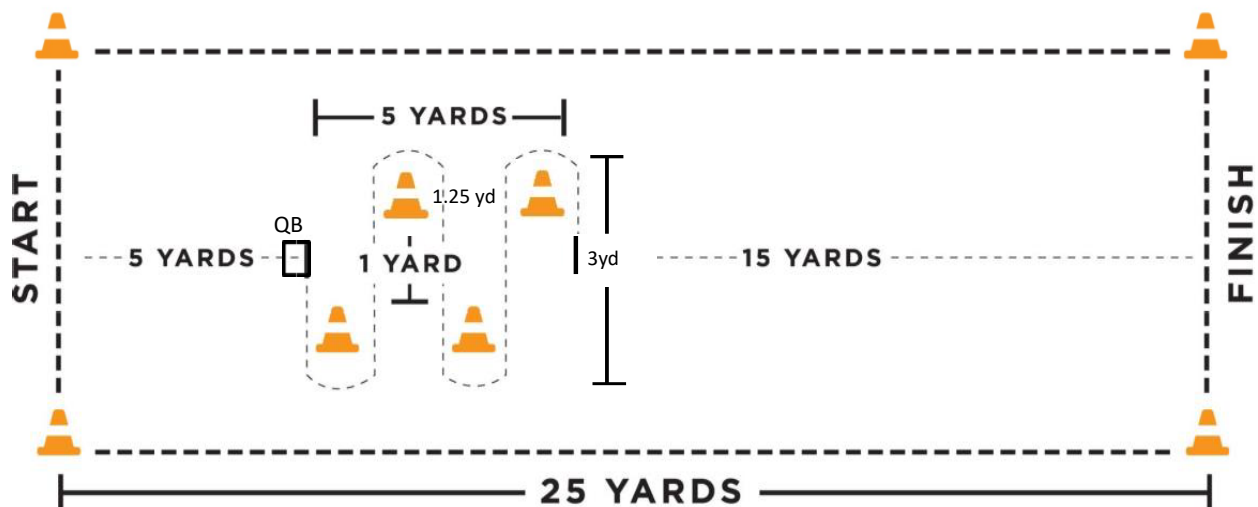 5 YARDS
START
QB
1.25 yd
5 YARDS
1 YARD
3yd
15 YARDS
FINISH
25 YARDS